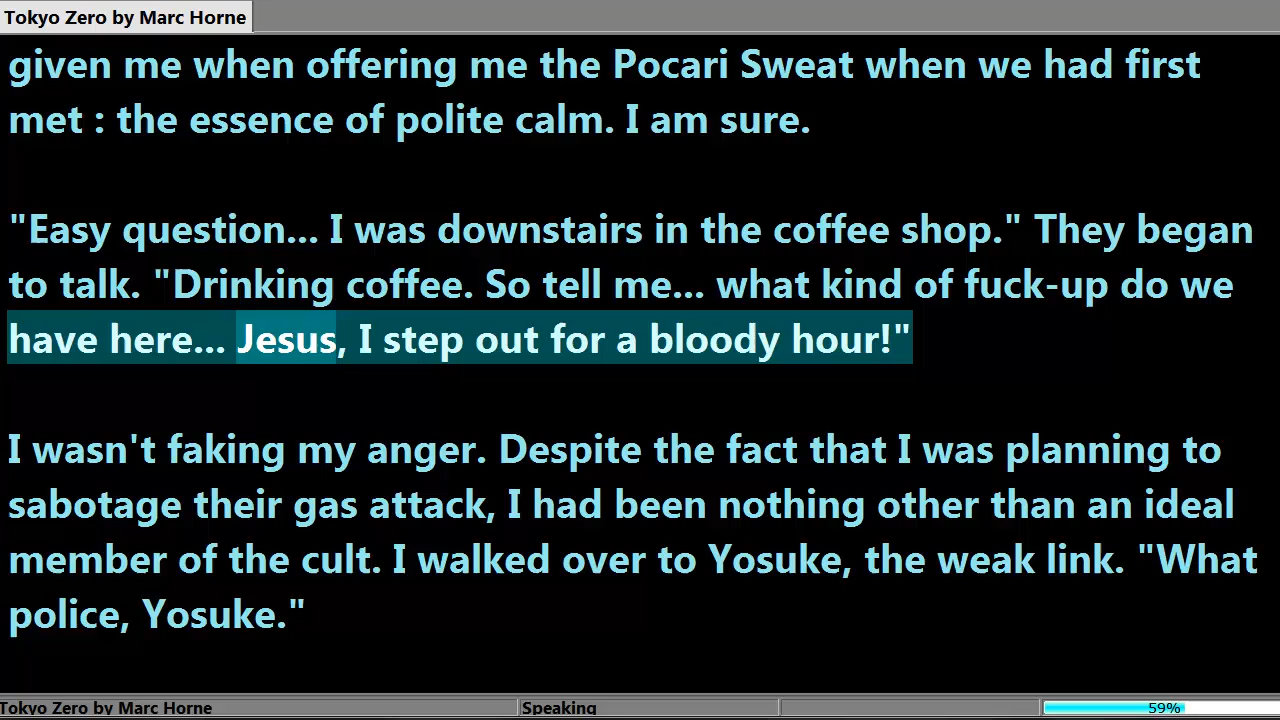 Tokyo Zero by Marc Horne
given me when offering me the Pocari Sweat when we had first
met : the essence of polite calm. I am sure.
"Easy question... I was downstairs in the coffee shop." They began
to talk. "Drinking coffee. So tell me... what kind of fuck-up do we
have here... Jesus, I step out for a bloody hour!"
I wasn't faking my anger. Despite the fact that I was planning to
sabotage their gas attack, I had been nothing other than an ideal
member of the cult. I walked over to Yosuke, the weak link. "What
police, Yosuke."
Tokyo Zero by Marc Horne
Speaking
59%